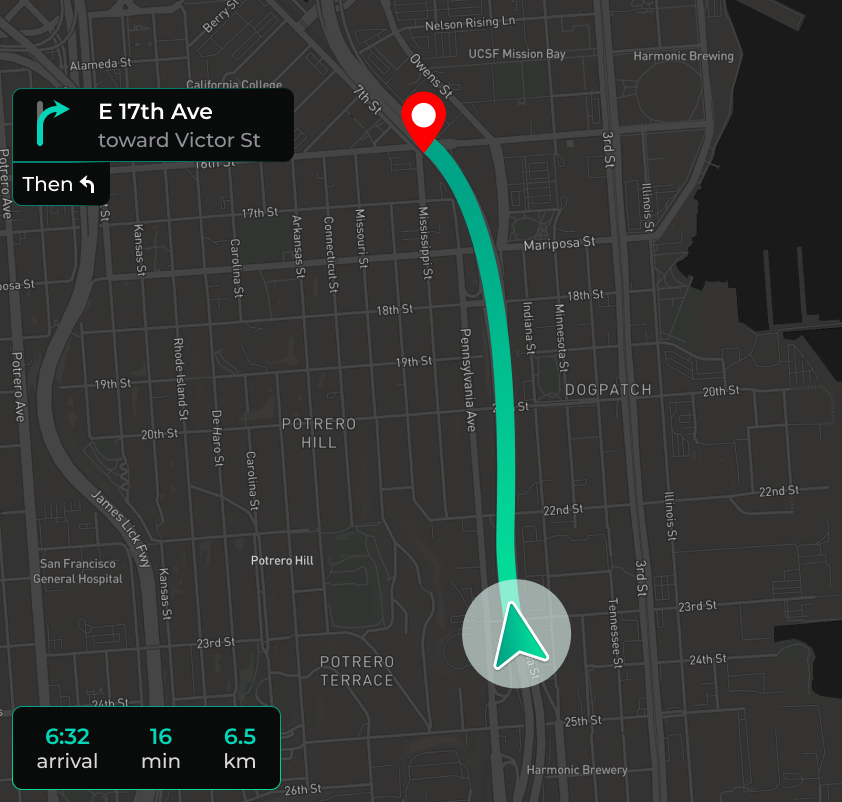 Nelson Rising Ln
Berry St
UCSF Mission Bay
Harmonic Brewing
Alameda St
Owens St
California College
7th St
E 17th Ave
toward Victor St
3rd St
16th St
Then
Potrero Ave
St
Illinois St
17th St
Kansas St
Carolina St
Arkansas St
Connecticut St
Missouri St
Mississippi St
Mariposa St
osa St
18th St
18th St
Indiana St
Minnesota St
Pennsylvania Ave
Rhode Island St
Potrero Ave
19th St
19th St
DOGPATCH
20th St
St
De Haro St
20th St
POTRERO
HILL
Carolina St
22nd St
22nd St
Illinois St
James Lick Fwy
San Francisco
General Hospital
Potrero Hill
Kansas St
3rd St
Tennessee St
23rd St
23rd St
24th St
POTRERO
TERRACE
24th St
6:32
16
6.5
arrival
min
km
25th St
Harmonic Brewery
26th St